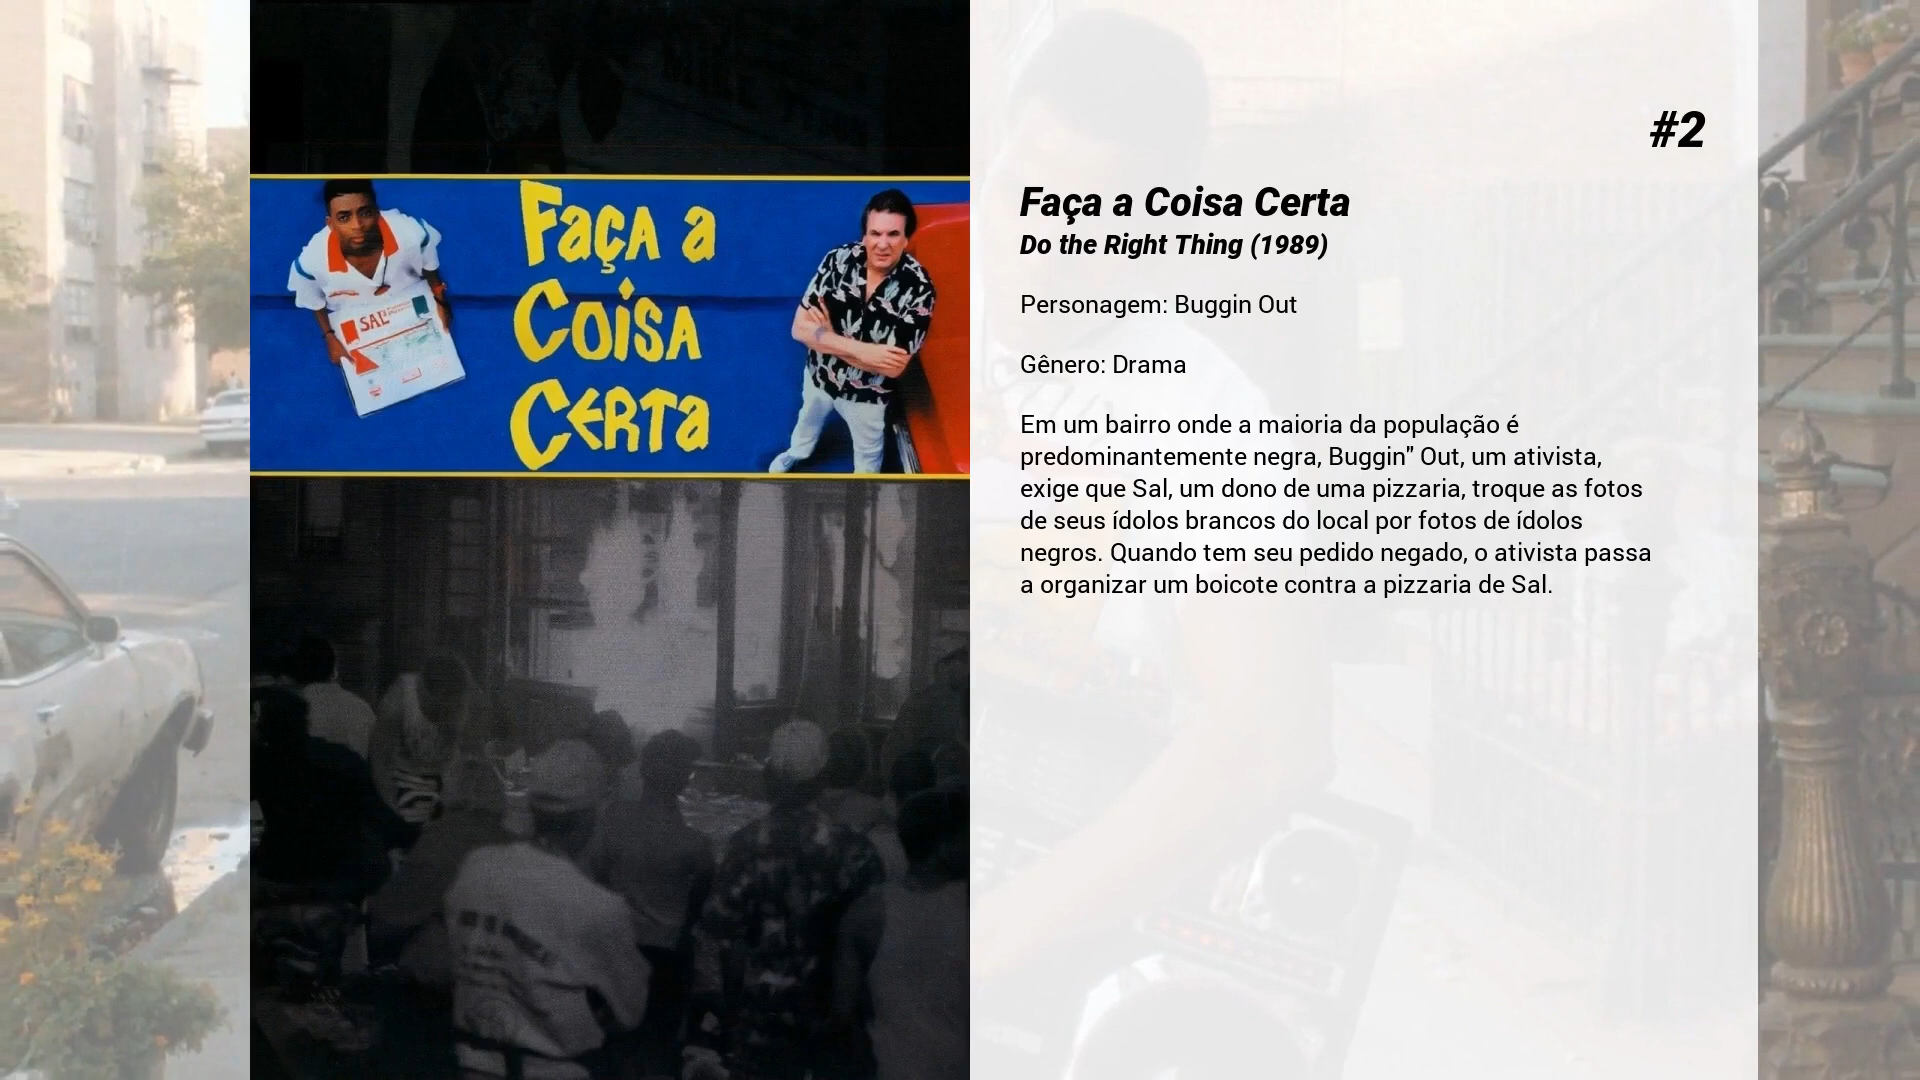 Faça a
Coisa
Certa
SAL'
#2
Faça a Coisa Certa
Do the Right Thing (1989)
Personagem: Buggin Out
Gênero: Drama
Em um bairro onde a maioria da população é
predominantemente negra, Buggin" Out, um ativista,
exige que Sal, um dono de uma pizzaria, troque as fotos
de seus ídolos brancos do local por fotos de ídolos
negros. Quando tem seu pedido negado, o ativista passa
a organizar um boicote contra a pizzaria de Sal.